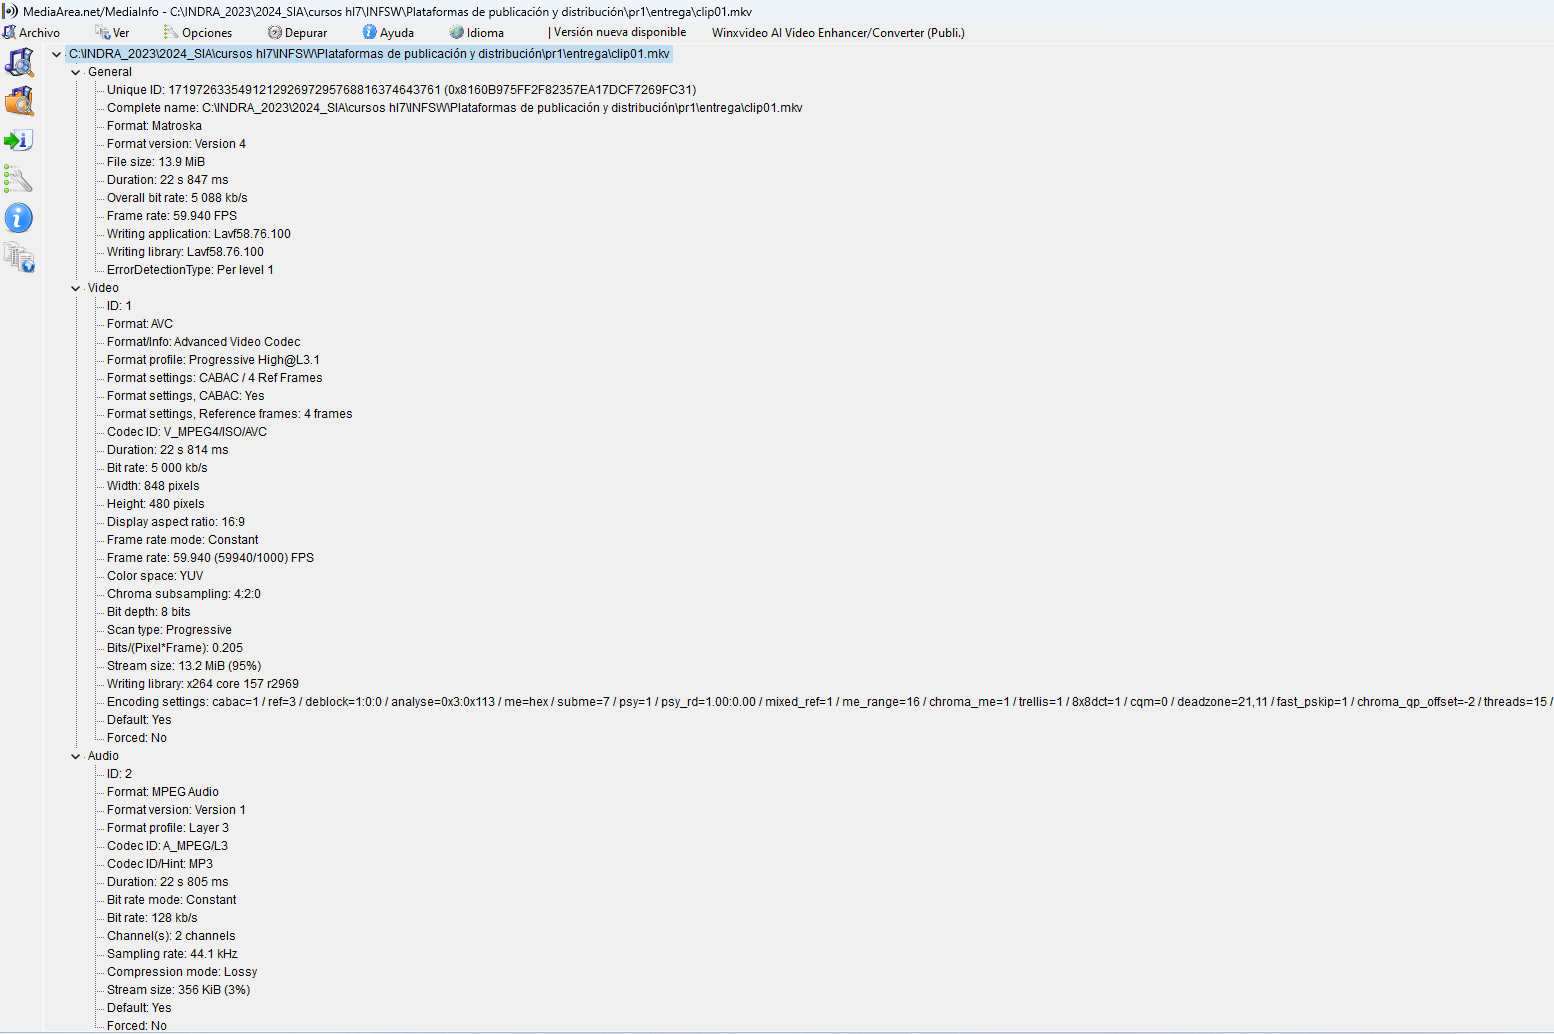 MediaArea.net/MediaInfo - C:\INDRA_2023\2024_SIA\cursos hl7\INFSW\Plataformas de publicación y distribución\pr1\entrega\clip01.mkv
Archivo Ver Opciones Depurar Ayuda Idioma | Versión nueva disponible Winxvideo AI Video Enhancer/Converter (Publi.)
C:\INDRA_2023\2024_SIA\cursos hl7\INFSW\Plataformas de publicación y distribución\pr1\entrega\clip01.mkv
General
Unique ID: 171972633549121292697295768816374643761 (0x8160B975FF2F82357EA17DCF7269FC31)
Complete name: C:\INDRA_2023\2024_SIA\cursos hl7\INFSW\Plataformas de publicación y distribución\pr1\entrega\clip01.mkv
Format: Matroska
Format version: Version 4
File size: 13.9 MiB
Duration: 22 s 847 ms
Overall bit rate: 5 088 kb/s
Frame rate: 59.940 FPS
Writing application: Lavf58.76.100
Writing library: Lavf58.76.100
ErrorDetectionType: Per level 1
Video
ID: 1
Format: AVC
Format/Info: Advanced Video Codec
Format profile: Progressive High@L3.1
Format settings: CABAC / 4 Ref Frames
Format settings, CABAC: Yes
Format settings, Reference frames: 4 frames
Codec ID: V_MPEG4/ISO/AVC
Duration: 22 s 814 ms
Bit rate: 5 000 kb/s
Width: 848 pixels
Height: 480 pixels
Display aspect ratio: 16:9
Frame rate mode: Constant
Frame rate: 59.940 (59940/1000) FPS
Color space: YUV
Chroma subsampling: 4:2:0
Bit depth: 8 bits
Scan type: Progressive
Bits/(Pixel*Frame): 0.205
Stream size: 13.2 MiB (95%)
Writing library: x264 core 157 r2969
Encoding settings: cabac=1 / ref=3 / deblock=1:0:0 / analyse=0x3:0x113 / me=hex / subme=7 / psy=1 / psy_rd=1.00:0.00 / mixed_ref=1 / me_range=16 / chroma_me=1 / trellis=1 / 8x8dct=1 / cqm=0 / deadzone=21,11 / fast_pskip=1 / chroma_qp_offset=-2 / threads=15 /
Default: Yes
Forced: No
Audio
ID: 2
Format: MPEG Audio
Format version: Version 1
Format profile: Layer 3
Codec ID: A_MPEG/L3
Codec ID/Hint: MP3
Duration: 22 s 805 ms
Bit rate mode: Constant
Bit rate: 128 kb/s
Channel(s): 2 channels
Sampling rate: 44.1 kHz
Compression mode: Lossy
Stream size: 356 KiB (3%)
Default: Yes
Forced: No